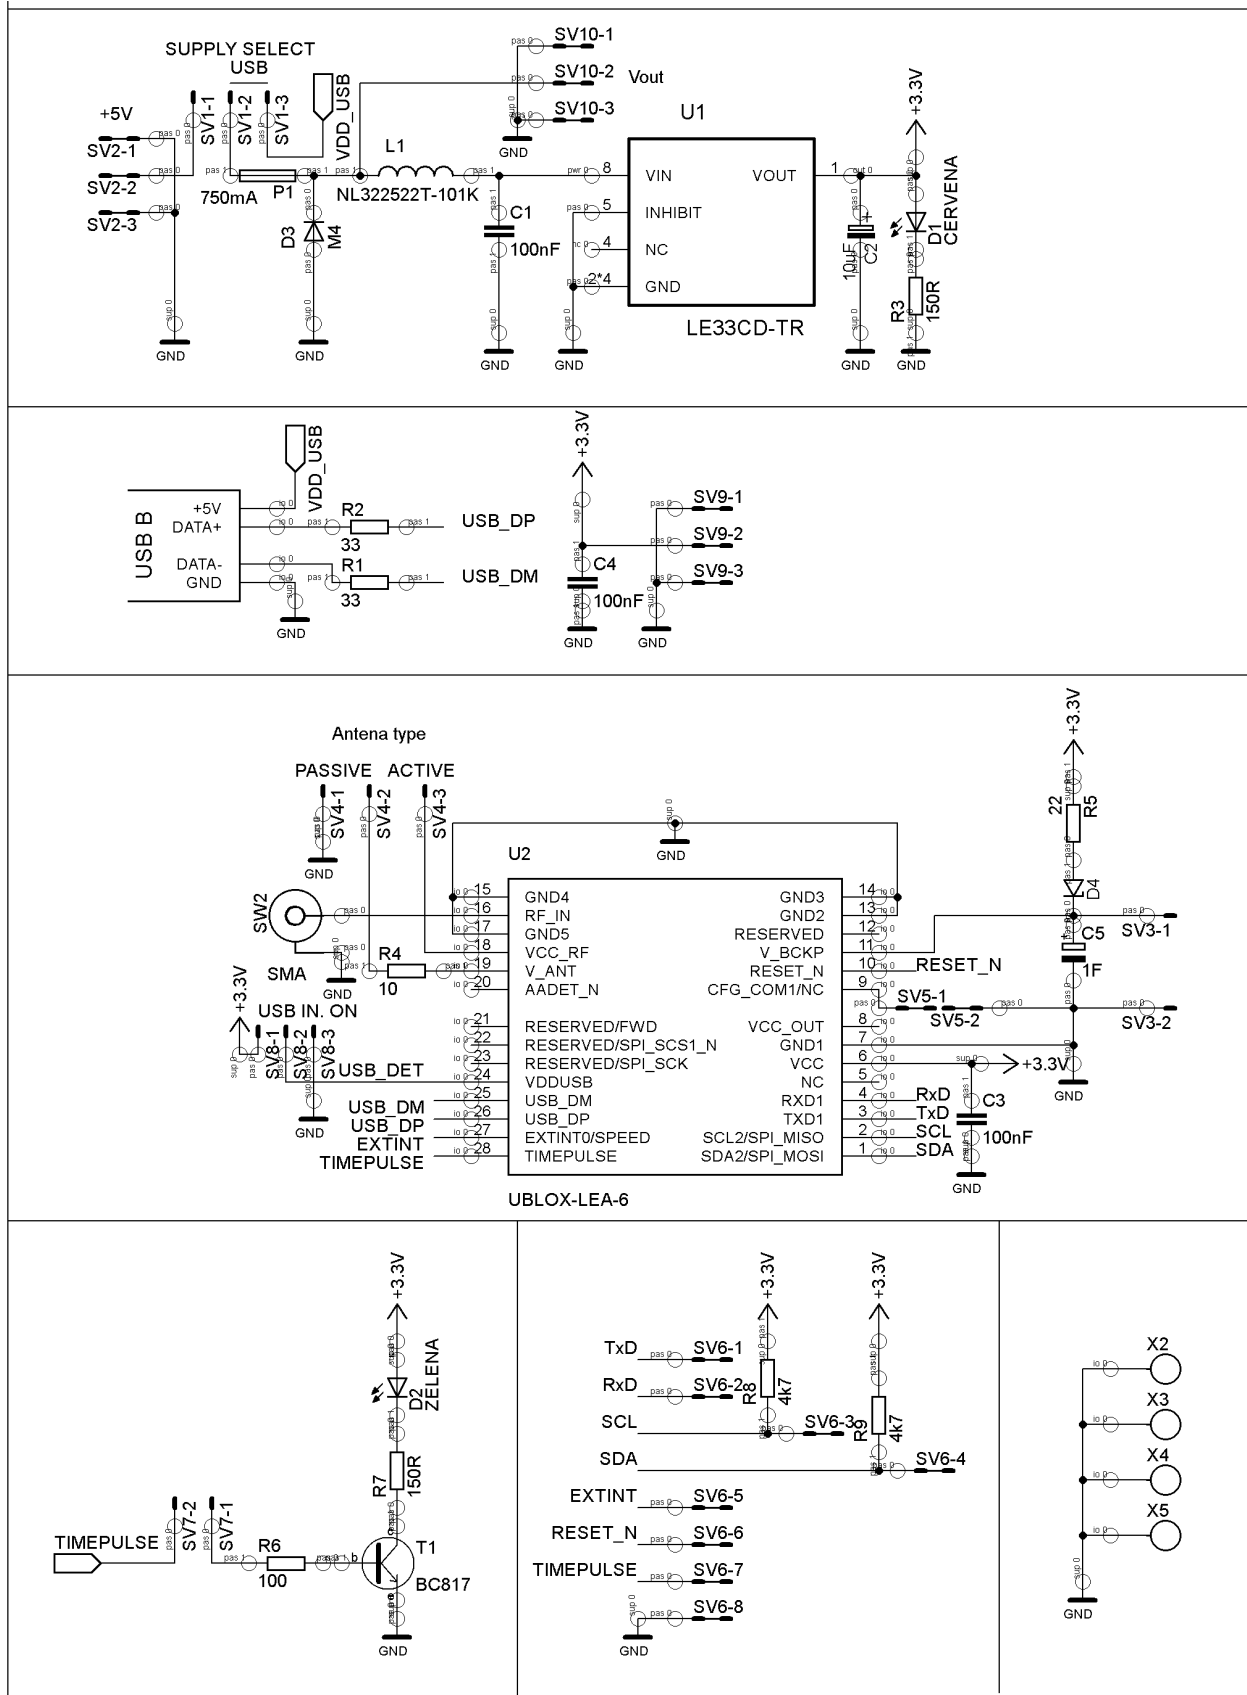 SUPPLY SELECT
USB
SV1-1
SV1-2
SV1-3
VDD_USB
+5V
SV2-1
SV2-2
SV2-3
750mA
P1
D3
M4
L1
NL322522T-101K
C1
100nF
SV10-1
SV10-2
SV10-3
Vout
GND
U1
8 VIN
5 INHIBIT
4 NC
2*4 GND
VOUT 1
LE33CD-TR
+3.3V
10uF
C2
D1
CERVENA
R3
150R
GND
GND
GND
GND
GND
GND
USB B
+5V
DATA+
DATA-
GND
VDD_USB
R2
33
USB_DP
R1
33
USB_DM
GND
+3.3V
C4
100nF
GND
SV9-1
SV9-2
SV9-3
GND
Antena type
PASSIVE ACTIVE
SV4-1
SV4-2
SV4-3
GND
SW2
SMA
GND
R4
10
+3.3V
USB IN. ON
SV8-1
SV8-2
SV8-3
GND
USB_DET
USB_DM
USB_DP
EXTINT
TIMEPULSE
U2
GND
15 GND4
16 RF_IN
17 GND5
18 VCC_RF
19 V_ANT
20 AADET_N
21 RESERVED/FWD
22 RESERVED/SPI_SCS1_N
23 RESERVED/SPI_SCK
24 VDDUSB
25 USB_DM
26 USB_DP
27 EXTINT0/SPEED
28 TIMEPULSE
GND3 14
GND2 13
RESERVED 12
V_BCKP 11
RESET_N 10
CFG_COM1/NC 9
VCC_OUT 8
GND1 7
VCC 6
NC 5
RXD1 4
TXD1 3
SCL2/SPI_MISO 2
SDA2/SPI_MOSI 1
UBLOX-LEA-6
RESET_N
SV5-1
SV5-2
+3.3V
22
R5
D4
C5
1F
SV3-1
SV3-2
GND
+3.3V
RxD
TxD
SCL
SDA
C3
100nF
GND
TIMEPULSE
SV7-2
SV7-1
R6
100
b
T1
BC817
+3.3V
D2
ZELENA
R7
150R
GND
TxD
SV6-1
RxD
SV6-2
SCL
SV6-3
SDA
SV6-4
EXTINT
SV6-5
RESET_N
SV6-6
TIMEPULSE
SV6-7
SV6-8
GND
+3.3V
R8
4k7
+3.3V
R9
4k7
X2
X3
X4
X5
GND